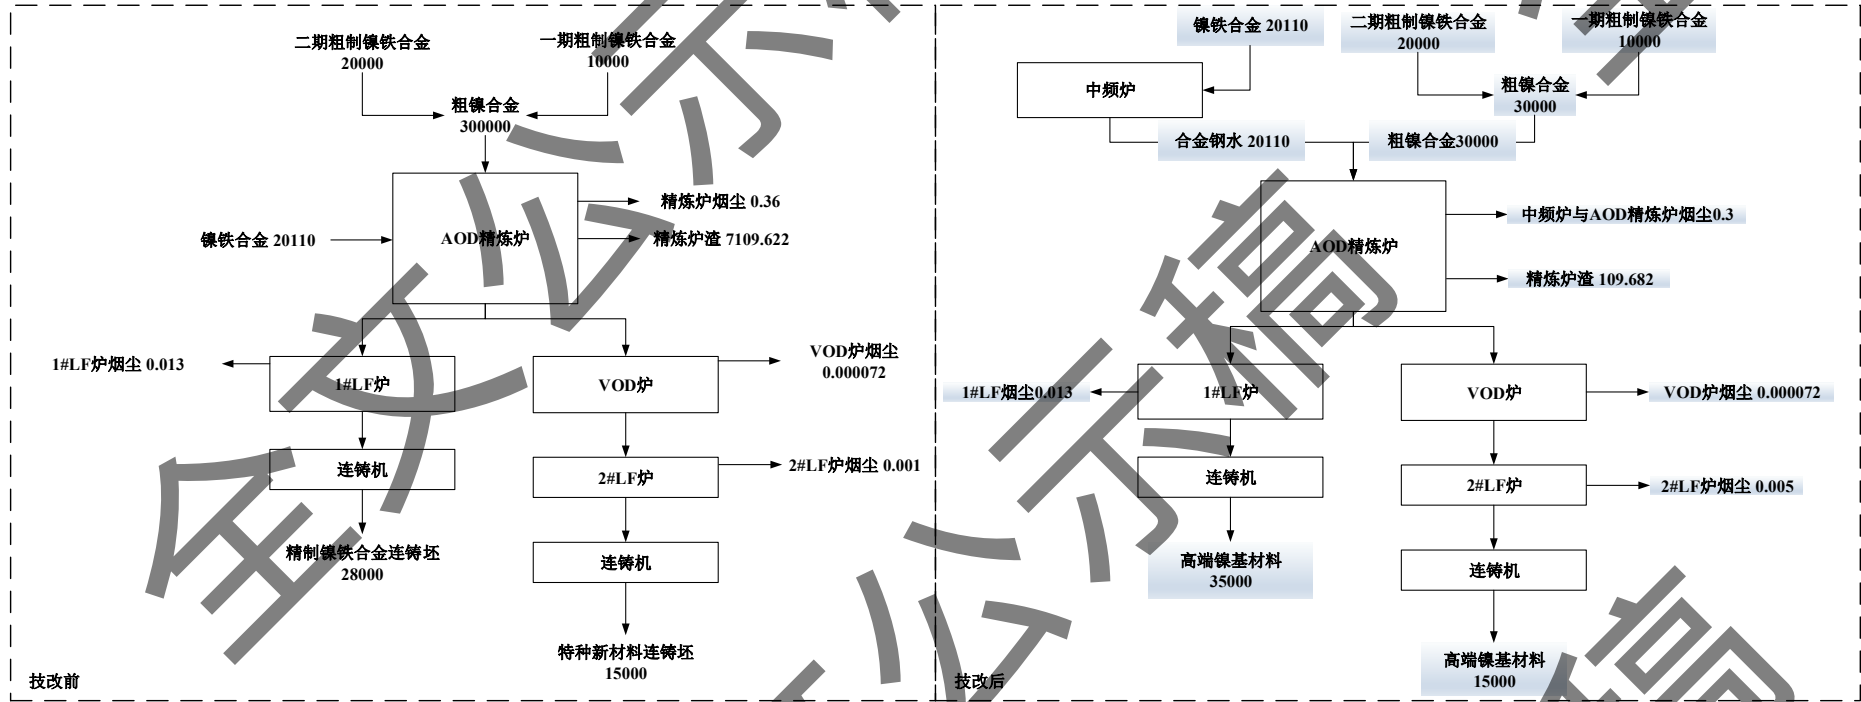 二期粗制镍铁合金
20000
一期粗制镍铁合金
10000
粗镍合金
300000
镍铁合金 20110
AOD精炼炉
精炼炉烟尘 0.36
精炼炉渣 7109.622
1#LF炉烟尘 0.013
1#LF炉
VOD炉
VOD炉烟尘
0.000072
连铸机
2#LF炉
2#LF炉烟尘 0.001
精制镍铁合金连铸坯
28000
连铸机
特种新材料连铸坯
15000
技改前
镍铁合金 20110
二期粗制镍铁合金
20000
一期粗制镍铁合金
10000
中频炉
粗镍合金
30000
合金钢水 20110
粗镍合金30000
AOD精炼炉
中频炉与AOD精炼炉烟尘0.3
精炼炉渣 109.682
1#LF烟尘0.013
1#LF炉
VOD炉
VOD炉烟尘 0.000072
连铸机
2#LF炉
2#LF炉烟尘 0.005
高端镍基材料
35000
连铸机
高端镍基材料
15000
技改后
全文公示稿